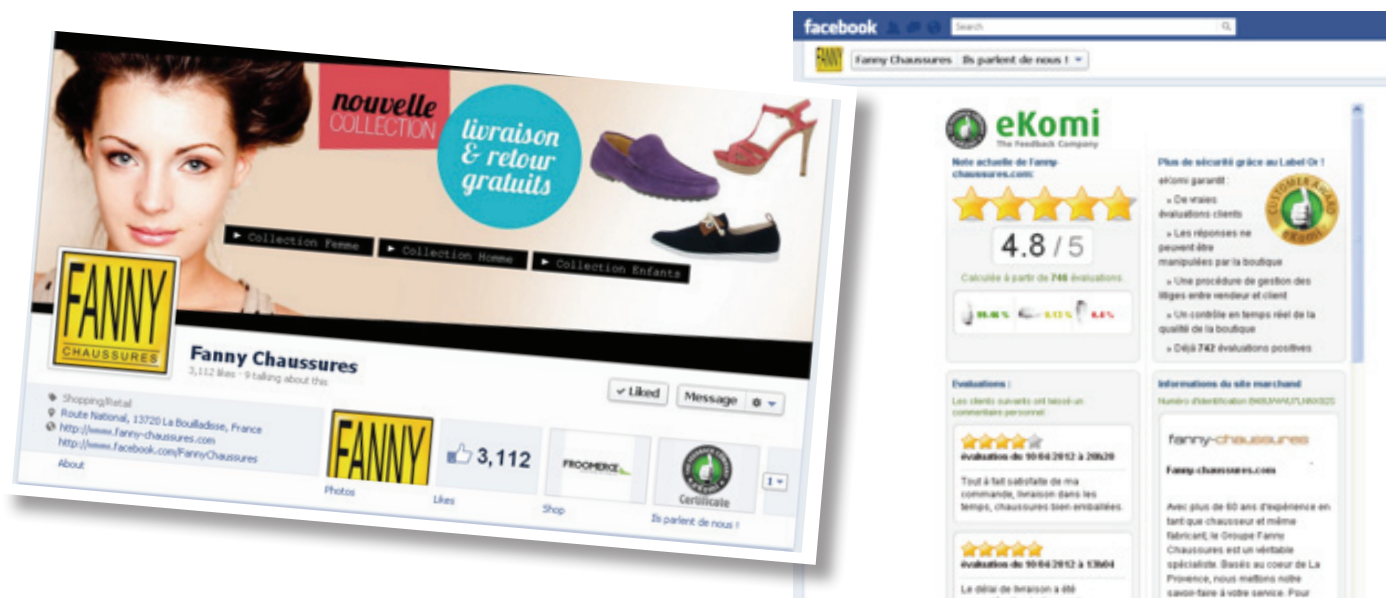 nouvelle
COLLECTION
livraison
& retour
gratuits
► Collection Femme
► Collection Homme
► Collection Enfants
FANNY
CHAUSSURES
Fanny Chaussures
3,112 likes · 9 talking about this
✓ Liked
Message
Shopping/Retail
Route National, 13720 La Bouilladisse, France
http://www.fanny-chaussures.com
http://www.facebook.com/FannyChaussures
About
FANNY
Photos
3,112
Likes
FROOMERCE
Shop
eKomi
Certificate
Ils parlent de nous !
1
facebook
Search
FANNY
Fanny Chaussures
Ils parlent de nous !
eKomi
The Feedback Company
Note actuelle de fanny-
chaussures.com:
4.8 / 5
Calculée à partir de 746 évaluations
Plus de sécurité grâce au Label Or !
eKomi garantit :
» De vraies
évaluations clients
» Les réponses ne
peuvent être
manipulées par la boutique
» Une procédure de gestion des
litiges entre vendeur et client
» Un contrôle en temps réel de la
qualité de la boutique
» Déjà 742 évaluations positives
CUSTOMER AWARD
eKomi
Evaluations :
Les clients suivants ont laissé un
commentaire personnel:
évaluation du 10/04/2012 à 20h20
Tout à fait satisfaite de ma
commande, livraison dans les
temps, chaussures bien emballées.
évaluation du 10/04/2012 à 13h04
Le délai de livraison a été
Informations du site marchand
Numéro d'identification
fanny-chaussures
Fanny-chaussures.com
Avec plus de 60 ans d'expérience en
tant que chausseur et même
fabricant, le Groupe Fanny
Chaussures est un véritable
spécialiste. Basés au coeur de La
Provence, nous mettons notre
savoir-faire à votre service. Pour